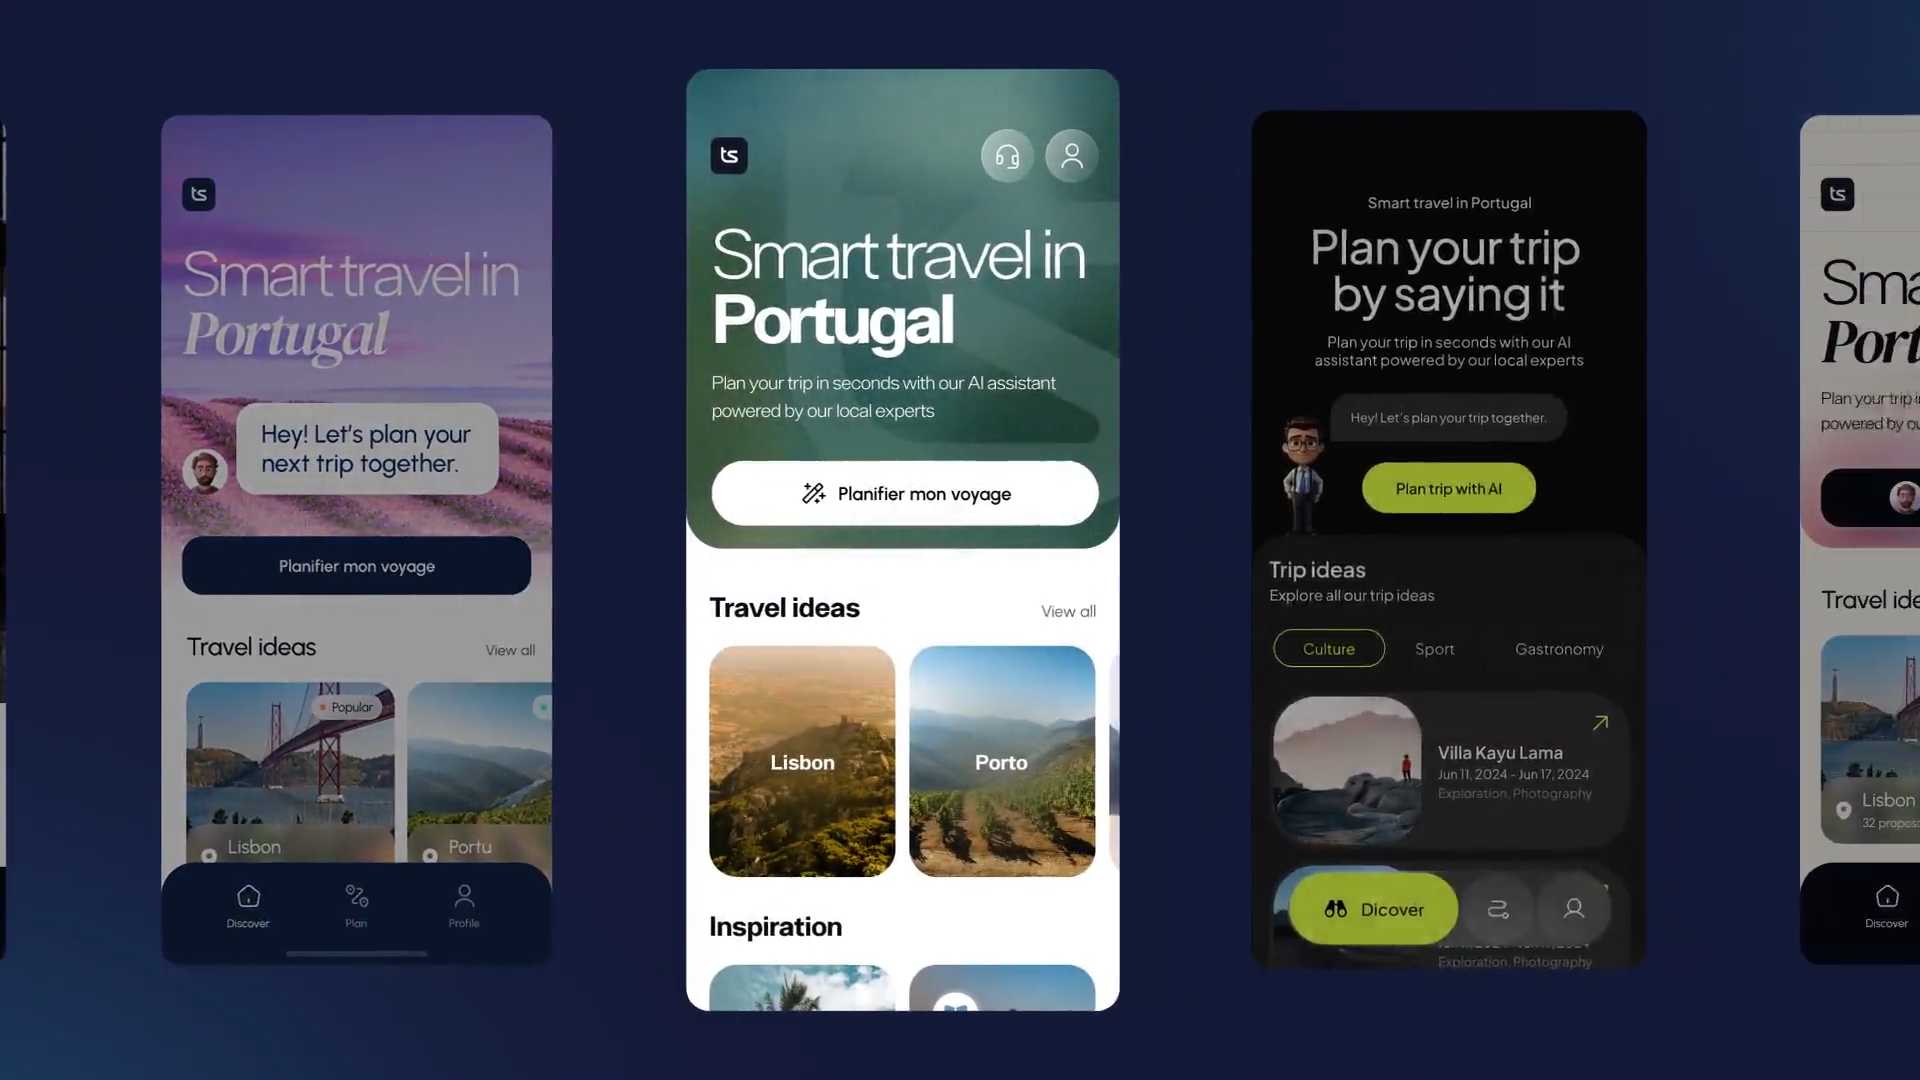 ts
Smart travel in
Portugal
Hey! Let's plan your
next trip together.
Planifier mon voyage
Travel ideas
View all
Popular
Lisbon
Portu
Discover
Plan
Profile
ts
Smart travel in
Portugal
Plan your trip in seconds with our AI assistant
powered by our local experts
Planifier mon voyage
Travel ideas
View all
Lisbon
Porto
Inspiration
Smart travel in Portugal
Plan your trip
by saying it
Plan your trip in seconds with our AI
assistant powered by our local experts
Hey! Let's plan your trip together.
Plan trip with AI
Trip ideas
Explore all our trip ideas
Culture
Sport
Gastronomy
Villa Kayu Lama
Jun 11, 2024 - Jun 17, 2024
Exploration, Photography
Dicover
Exploration, Photography
ts
Sma
Port
Plan your trip i
powered by ou
Travel ide
Lisbon
32 propos
Discover